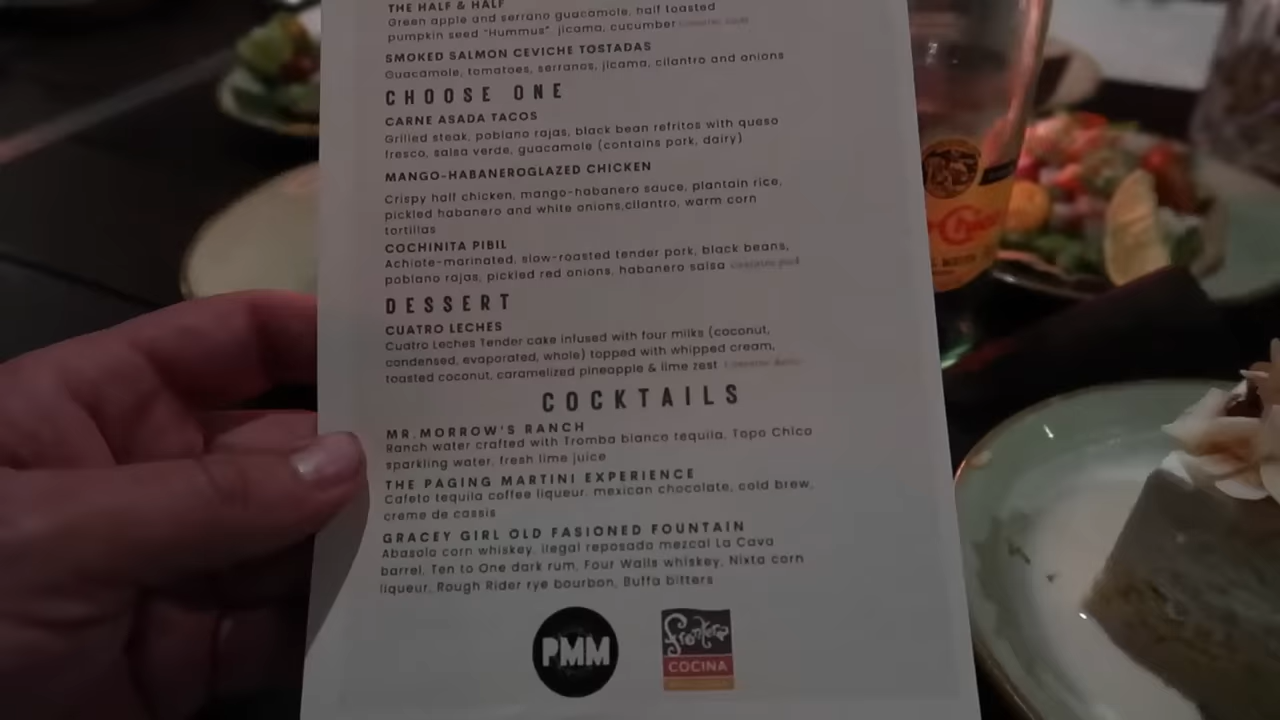 THE HALF & HALF
Green apple and serrano guacamole, half toasted
pumpkin seed "Hummus", jicama, cucumber
SMOKED SALMON CEVICHE TOSTADAS
Guacamole, tomatoes, serranos, jicama, cilantro and onions
CHOOSE ONE
CARNE ASADA TACOS
Grilled steak, poblano rajas, black bean refritos with queso
fresco, salsa verde, guacamole (contains pork, dairy)
MANGO-HABANEROGLAZED CHICKEN
Crispy half chicken, mango-habanero sauce, plantain rice,
pickled habanero and white onions,cilantro, warm corn
tortillas
COCHINITA PIBIL
Achiote-marinated, slow-roasted tender pork, black beans,
poblano rajas, pickled red onions, habanero salsa contains pork
DESSERT
CUATRO LECHES
Cuatro Leches Tender cake infused with four milks (coconut,
condensed, evaporated, whole) topped with whipped cream,
toasted coconut, caramelized pineapple & lime zest
COCKTAILS
MR.MORROW'S RANCH
Ranch water crafted with Tromba blanco tequila, Topo Chico
sparkling water, fresh lime juice
THE PAGING MARTINI EXPERIENCE
Cafeto tequila coffee liqueur, mexican chocolate, cold brew,
creme de cassis
GRACEY GIRL OLD FASIONED FOUNTAIN
Abasolo corn whiskey, ilegal reposado mezcal La Cava
barrel, Ten to One dark rum, Four Walls whiskey, Nixta corn
liqueur, Rough Rider rye bourbon, Buffa bitters
PMM
Frontera
COCINA
Chico